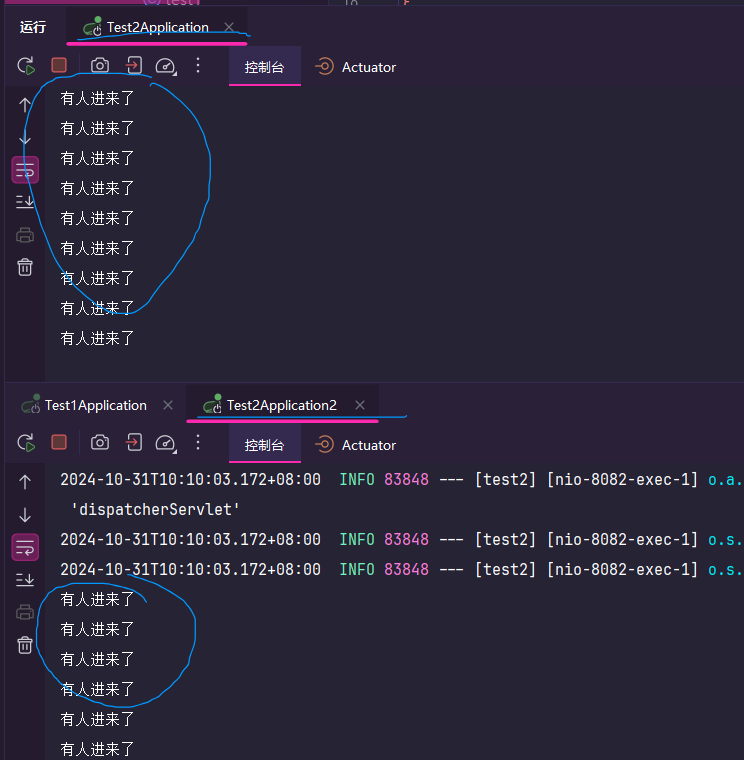 运行 Test2Application
控制台 Actuator
有人进来了
有人进来了
有人进来了
有人进来了
有人进来了
有人进来了
有人进来了
有人进来了
有人进来了
Test1Application Test2Application2
控制台 Actuator
2024-10-31T10:10:03.172+08:00 INFO 83848 --- [test2] [nio-8082-exec-1] o.a.
'dispatcherServlet'
2024-10-31T10:10:03.172+08:00 INFO 83848 --- [test2] [nio-8082-exec-1] o.s.
2024-10-31T10:10:03.172+08:00 INFO 83848 --- [test2] [nio-8082-exec-1] o.s.
有人进来了
有人进来了
有人进来了
有人进来了
有人进来了
有人进来了